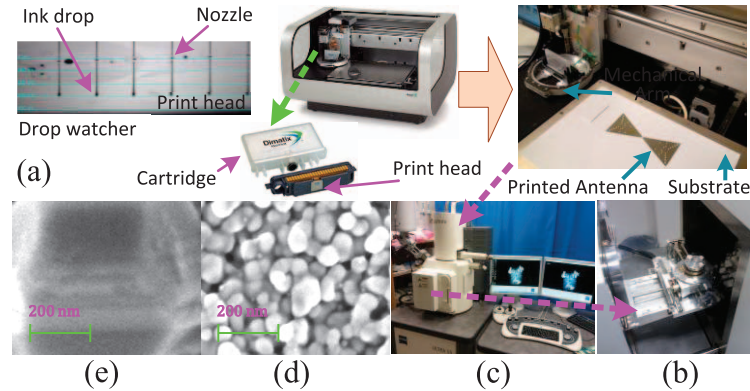 Ink drop
Nozzle
Print head
Drop watcher
(a)
Dimatix
Cartridge
Print head
Mechanical
Arm
Printed Antenna
Substrate
200 nm
200 nm
(e)
(d)
(c)
(b)